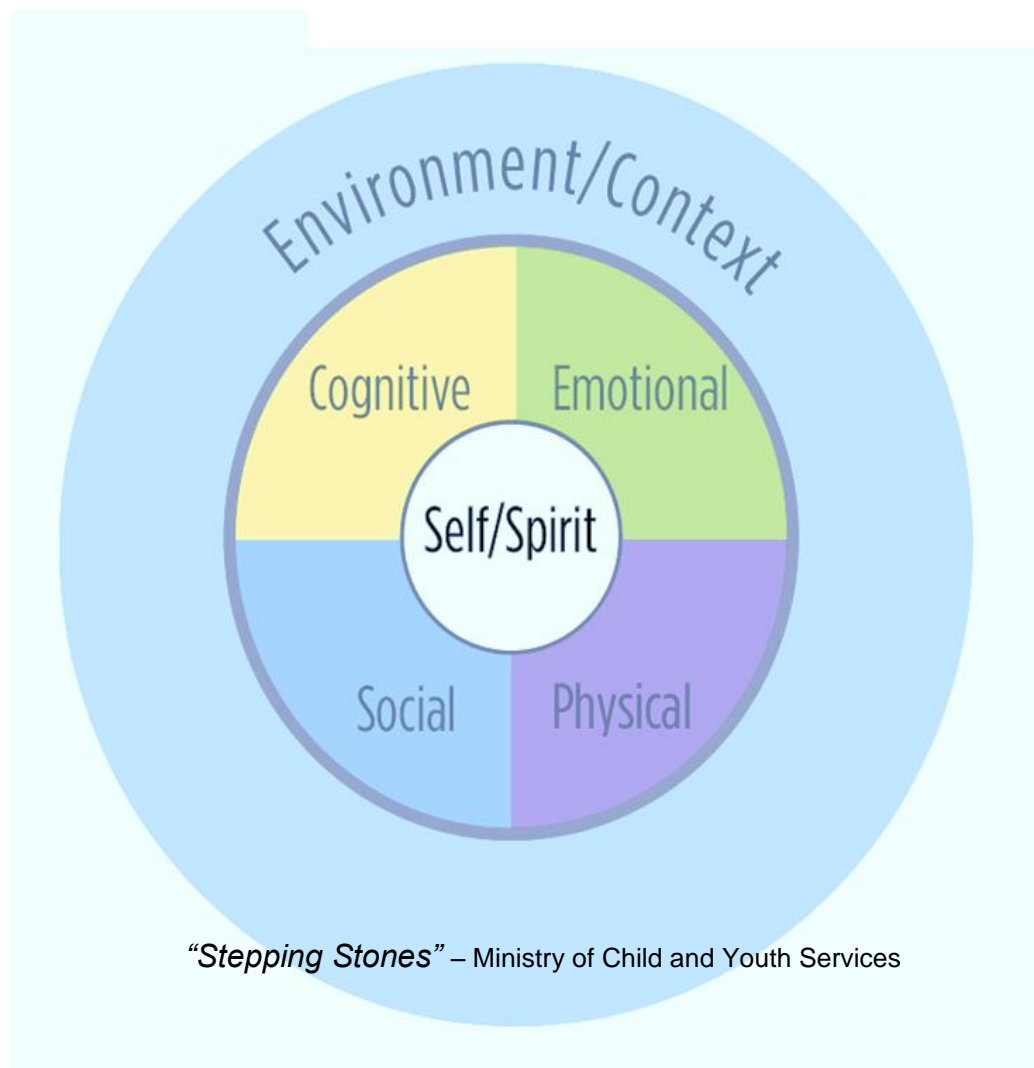 Environment/Context
Cognitive
Emotional
Self/Spirit
Social
Physical
“Stepping Stones” – Ministry of Child and Youth Services